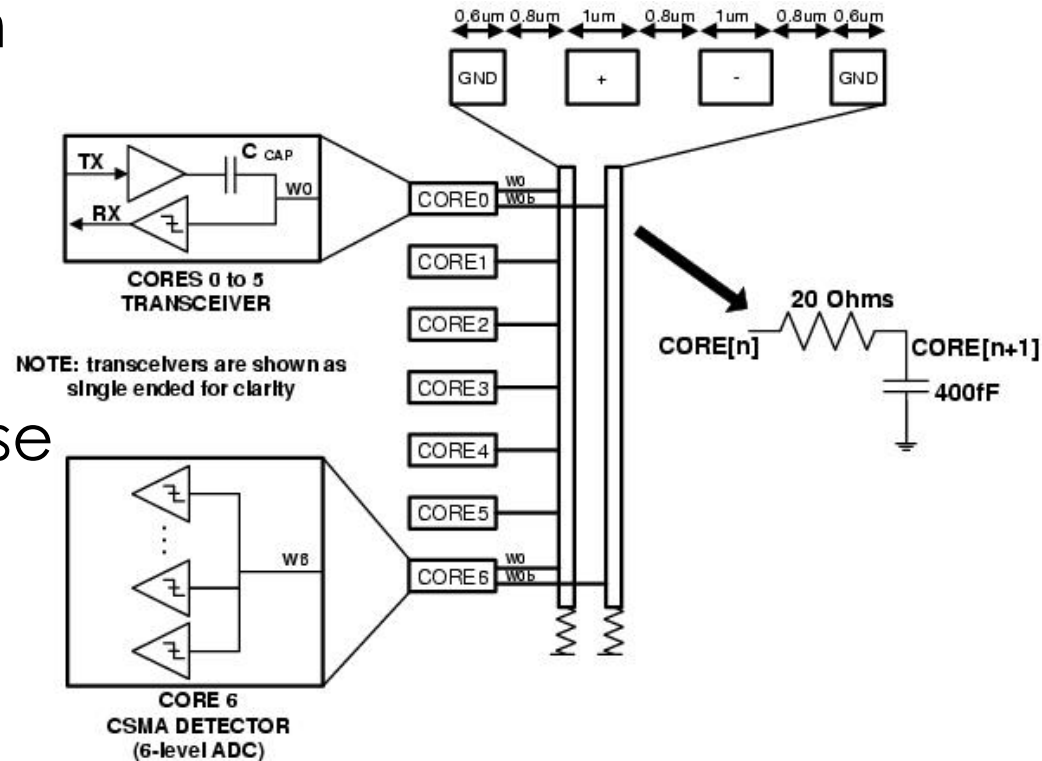 n
0.6um 0.8um 1um 0.8um 1um 0.8um 0.6um
GND + - GND
TX
C CAP
W0
RX
CORES 0 to 5
TRANSCEIVER
NOTE: transceivers are shown as
single ended for clarity
CORE0
W0
W0b
CORE1
CORE2
CORE3
CORE4
CORE5
CORE6
W0
W0b
20 Ohms
CORE[n]
CORE[n+1]
400fF
se
W6
CORE 6
CSMA DETECTOR
(6-level ADC)